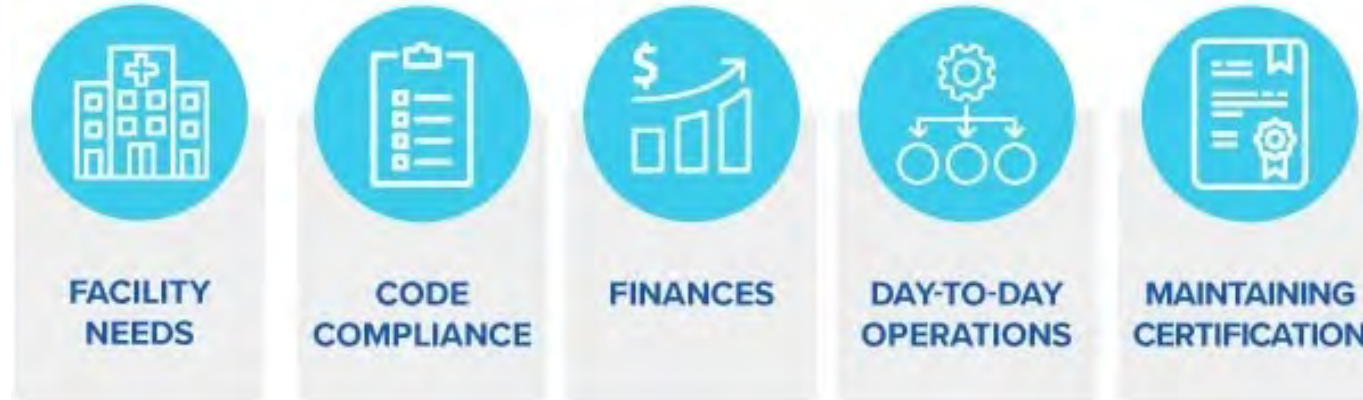 $
FACILITY
NEEDS
CODE
COMPLIANCE
FINANCES
DAY-TO-DAY
OPERATIONS
MAINTAINING
CERTIFICATION